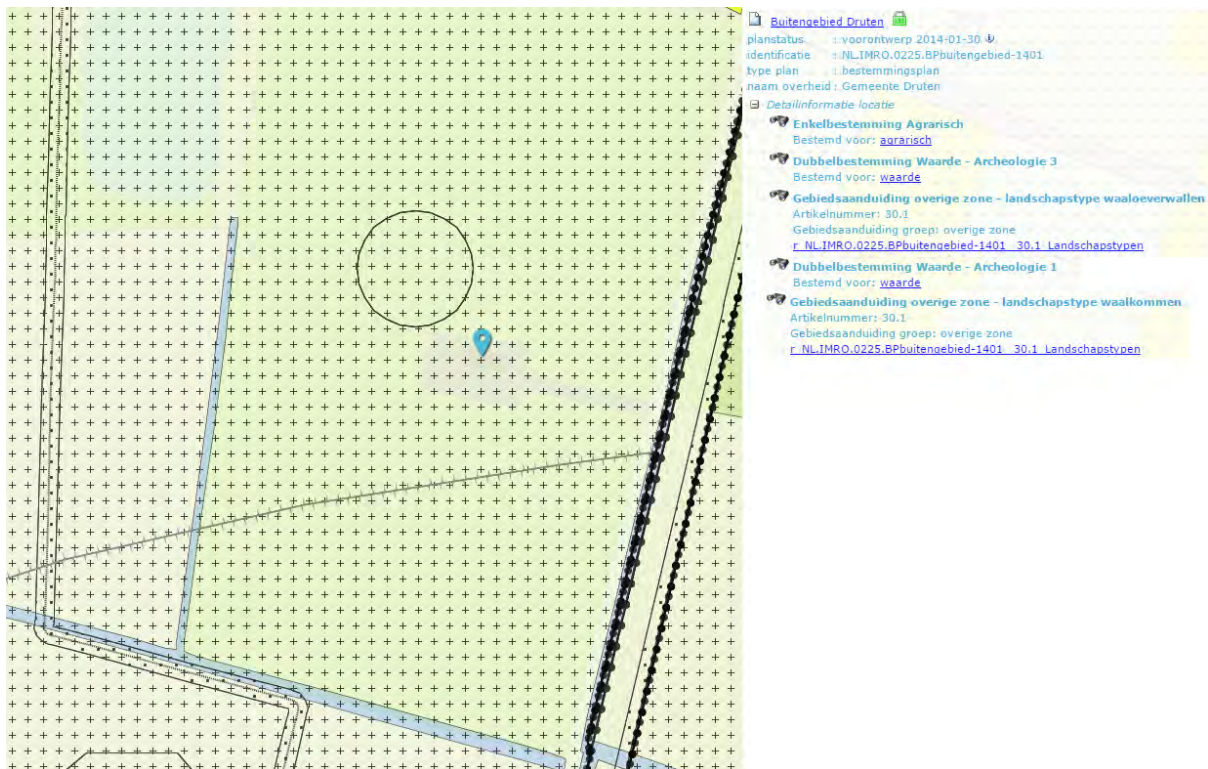 Buitengebied Druten
planstatus : voorontwerp 2014-01-30
identificatie : NL.IMRO.0225.BPbuitengebied-1401
type plan : bestemmingsplan
naam overheid : Gemeente Druten
Detailinformatie locatie
Enkelbestemming Agrarisch
Bestemd voor: agrarisch
Dubbelbestemming Waarde - Archeologie 3
Bestemd voor: waarde
Gebiedsaanduiding overige zone - landschapstype waaloeverwallen
Artikelnummer: 30.1
Gebiedsaanduiding groep: overige zone
r_NL.IMRO.0225.BPbuitengebied-1401_30.1_Landschapstypen
Dubbelbestemming Waarde - Archeologie 1
Bestemd voor: waarde
Gebiedsaanduiding overige zone - landschapstype waalkommen
Artikelnummer: 30.1
Gebiedsaanduiding groep: overige zone
r_NL.IMRO.0225.BPbuitengebied-1401_30.1_Landschapstypen